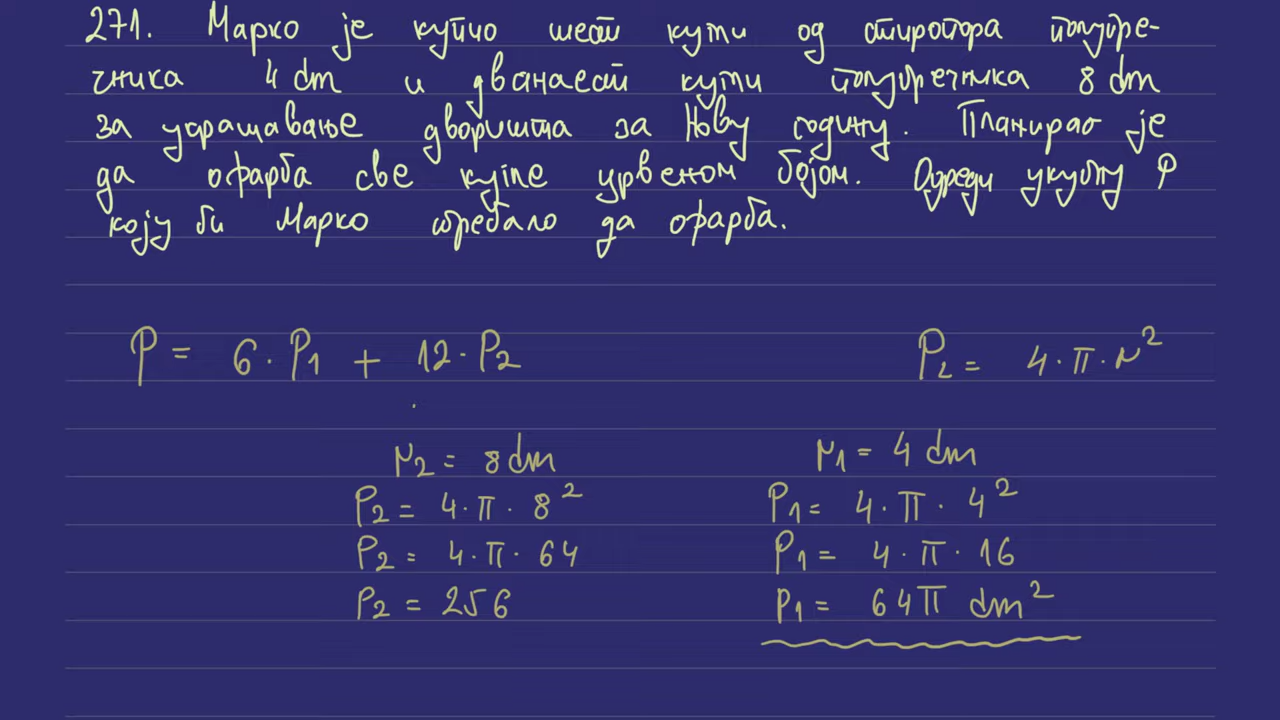 271. Марко је купио шест кугли од стиропора полупре-
чника 4 dm и дванаест кугли полупречника 8 dm
за украшавање дворишта за Нову годину. Планирао је
да офарба све кугле црвеном бојом. Одреди укупну P
коју би Марко требало да офарба.
P = 6 · P1 + 12 · P2
P2 = 4 · π · r²
r2 = 8 dm
P2 = 4 · π · 8²
P2 = 4 · π · 64
P2 = 256
r1 = 4 dm
P1 = 4 · π · 4²
P1 = 4 · π · 16
P1 = 64π dm²